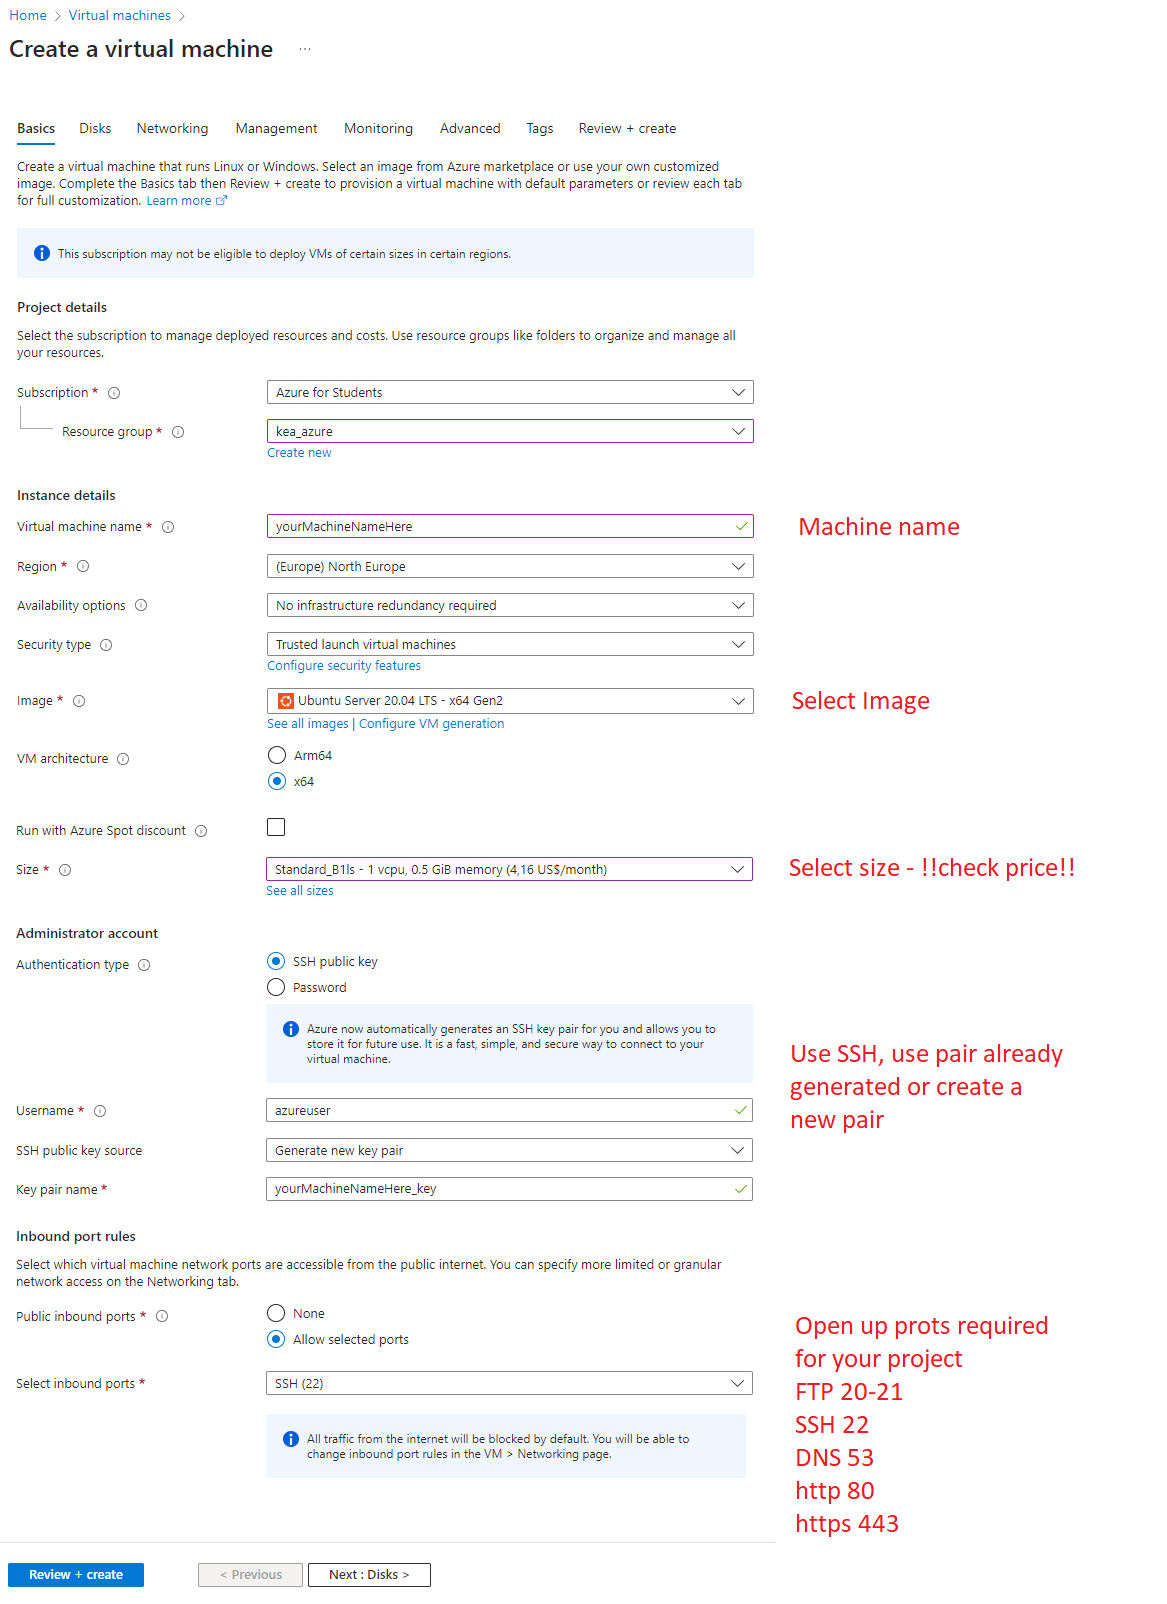 Home > Virtual machines >
Create a virtual machine ...
Basics Disks Networking Management Monitoring Advanced Tags Review + create
Create a virtual machine that runs Linux or Windows. Select an image from Azure marketplace or use your own customized
image. Complete the Basics tab then Review + create to provision a virtual machine with default parameters or review each tab
for full customization. Learn more
This subscription may not be eligible to deploy VMs of certain sizes in certain regions.
Project details
Select the subscription to manage deployed resources and costs. Use resource groups like folders to organize and manage all
your resources.
Subscription * Azure for Students
Resource group * kea_azure
Create new
Instance details
Virtual machine name * yourMachineNameHere Machine name
Region * (Europe) North Europe
Availability options No infrastructure redundancy required
Security type Trusted launch virtual machines
Configure security features
Image * Ubuntu Server 20.04 LTS - x64 Gen2 Select Image
See all images | Configure VM generation
VM architecture Arm64
x64
Run with Azure Spot discount
Size * Standard_B1ls - 1 vcpu, 0.5 GiB memory (4,16 US$/month) Select size - !!check price!!
See all sizes
Administrator account
Authentication type SSH public key
Password
Azure now automatically generates an SSH key pair for you and allows you to
store it for future use. It is a fast, simple, and secure way to connect to your
virtual machine.
Use SSH, use pair already
generated or create a
new pair
Username * azureuser
SSH public key source Generate new key pair
Key pair name * yourMachineNameHere_key
Inbound port rules
Select which virtual machine network ports are accessible from the public internet. You can specify more limited or granular
network access on the Networking tab.
Public inbound ports * None
Allow selected ports
Select inbound ports * SSH (22)
All traffic from the internet will be blocked by default. You will be able to
change inbound port rules in the VM > Networking page.
Open up prots required
for your project
FTP 20-21
SSH 22
DNS 53
http 80
https 443
Review + create < Previous Next : Disks >